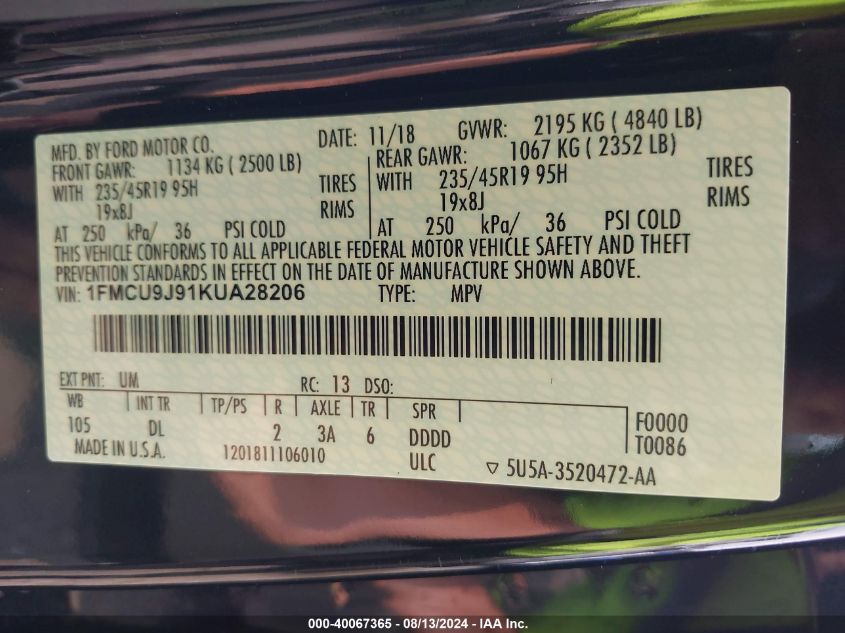 MFD. BY FORD MOTOR CO. DATE: 11/18 GVWR: 2195 KG ( 4840 LB)
FRONT GAWR: 1134 KG ( 2500 LB) REAR GAWR: 1067 KG ( 2352 LB)
WITH 235/45R19 95H TIRES WITH 235/45R19 95H TIRES
19x8J RIMS 19x8J RIMS
AT 250 kPa/ 36 PSI COLD AT 250 kPa/ 36 PSI COLD
THIS VEHICLE CONFORMS TO ALL APPLICABLE FEDERAL MOTOR VEHICLE SAFETY AND THEFT
PREVENTION STANDARDS IN EFFECT ON THE DATE OF MANUFACTURE SHOWN ABOVE.
VIN: 1FMCU9J91KUA28206 TYPE: MPV
EXT PNT: UM RC: 13 DSO:
WB INT TR TP/PS R AXLE TR SPR
105 DL 2 3A 6 DDDD F0000
MADE IN U.S.A. 1201811106010 ULC T0086
▽ 5U5A-3520472-AA
000-40067365 - 08/13/2024 - IAA Inc.